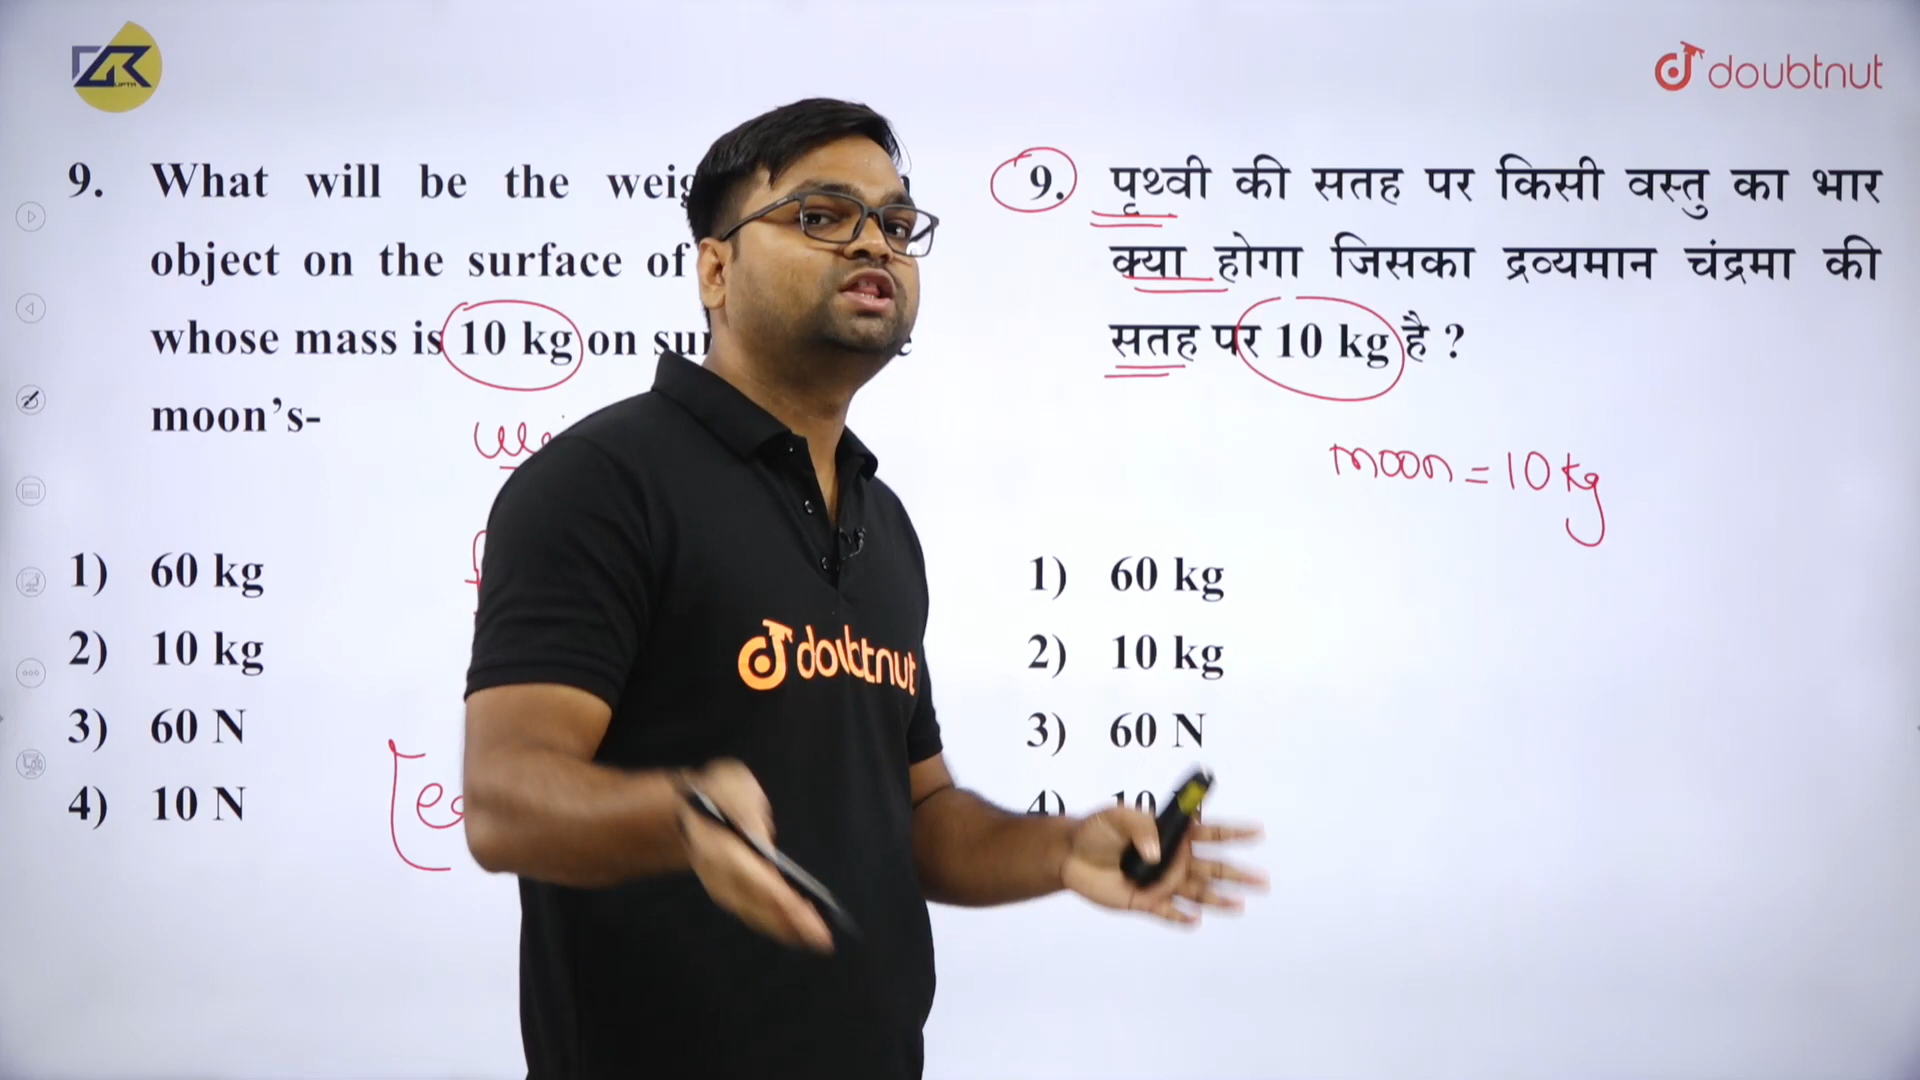 doubtnut
9. What will be the
object on the surface of
whose mass is 10 kg on
moon's-
1) 60 kg
2) 10 kg
3) 60 N
4) 10 N
9. पृथ्वी की सतह पर किसी वस्तु का भार
क्या होगा जिसका द्रव्यमान चंद्रमा की
सतह पर 10 kg है ?
moon = 10 kg
1) 60 kg
2) 10 kg
3) 60 N
4) 10
doubtnut